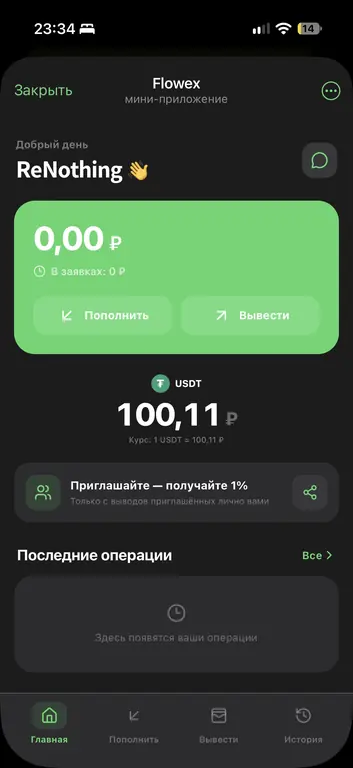 23:34
14
Закрыть
Flowex
мини-приложение
Добрый день
ReNothing 👋
0,00 ₽
В заявках: 0 ₽
Пополнить
Вывести
USDT
100,11 ₽
Курс: 1 USDT = 100,11 ₽
Приглашайте — получайте 1%
Только с выводов приглашённых лично вами
Последние операции
Все
Здесь появятся ваши операции
Главная
Пополнить
Вывести
История